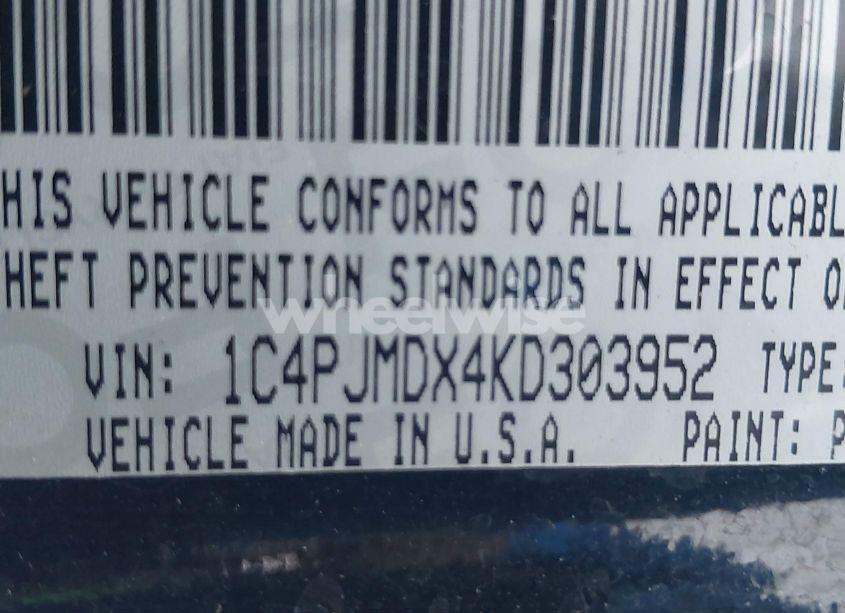 HIS VEHICLE CONFORMS TO ALL APPLICABL
HEFT PREVENTION STANDARDS IN EFFECT O
wheelwise
VIN: 1C4PJMDX4KD303952 TYPE:
VEHICLE MADE IN U.S.A. PAINT: P